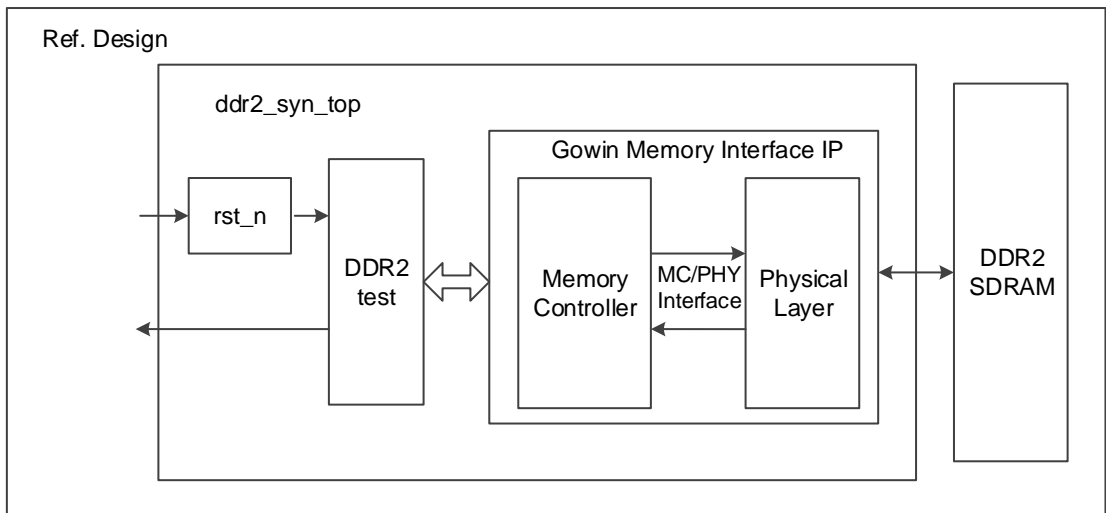 Ref. Design
ddr2_syn_top
Gowin Memory Interface IP
rst_n
DDR2
test
Memory
Controller
MC/PHY
Interface
Physical
Layer
DDR2
SDRAM